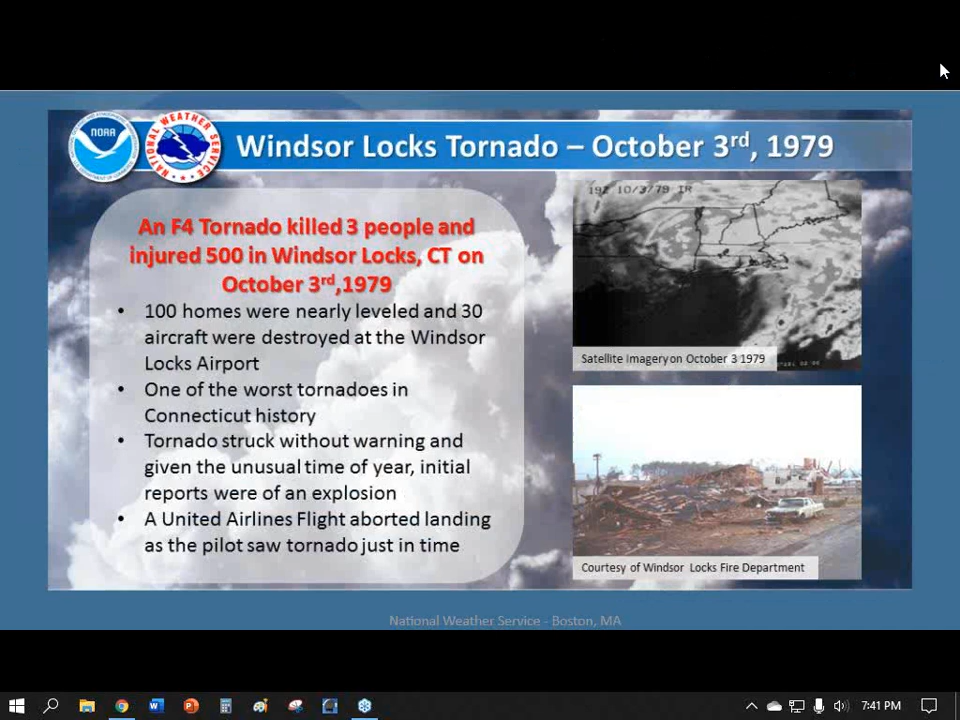 NOAA
NATIONAL WEATHER SERVICE
Windsor Locks Tornado – October 3rd, 1979
An F4 Tornado killed 3 people and
injured 500 in Windsor Locks, CT on
October 3rd,1979
• 100 homes were nearly leveled and 30
aircraft were destroyed at the Windsor
Locks Airport
• One of the worst tornadoes in
Connecticut history
• Tornado struck without warning and
given the unusual time of year, initial
reports were of an explosion
• A United Airlines Flight aborted landing
as the pilot saw tornado just in time
19Z 10/3/79 IR
Satellite Imagery on October 3 1979
Courtesy of Windsor Locks Fire Department
National Weather Service - Boston, MA
7:41 PM